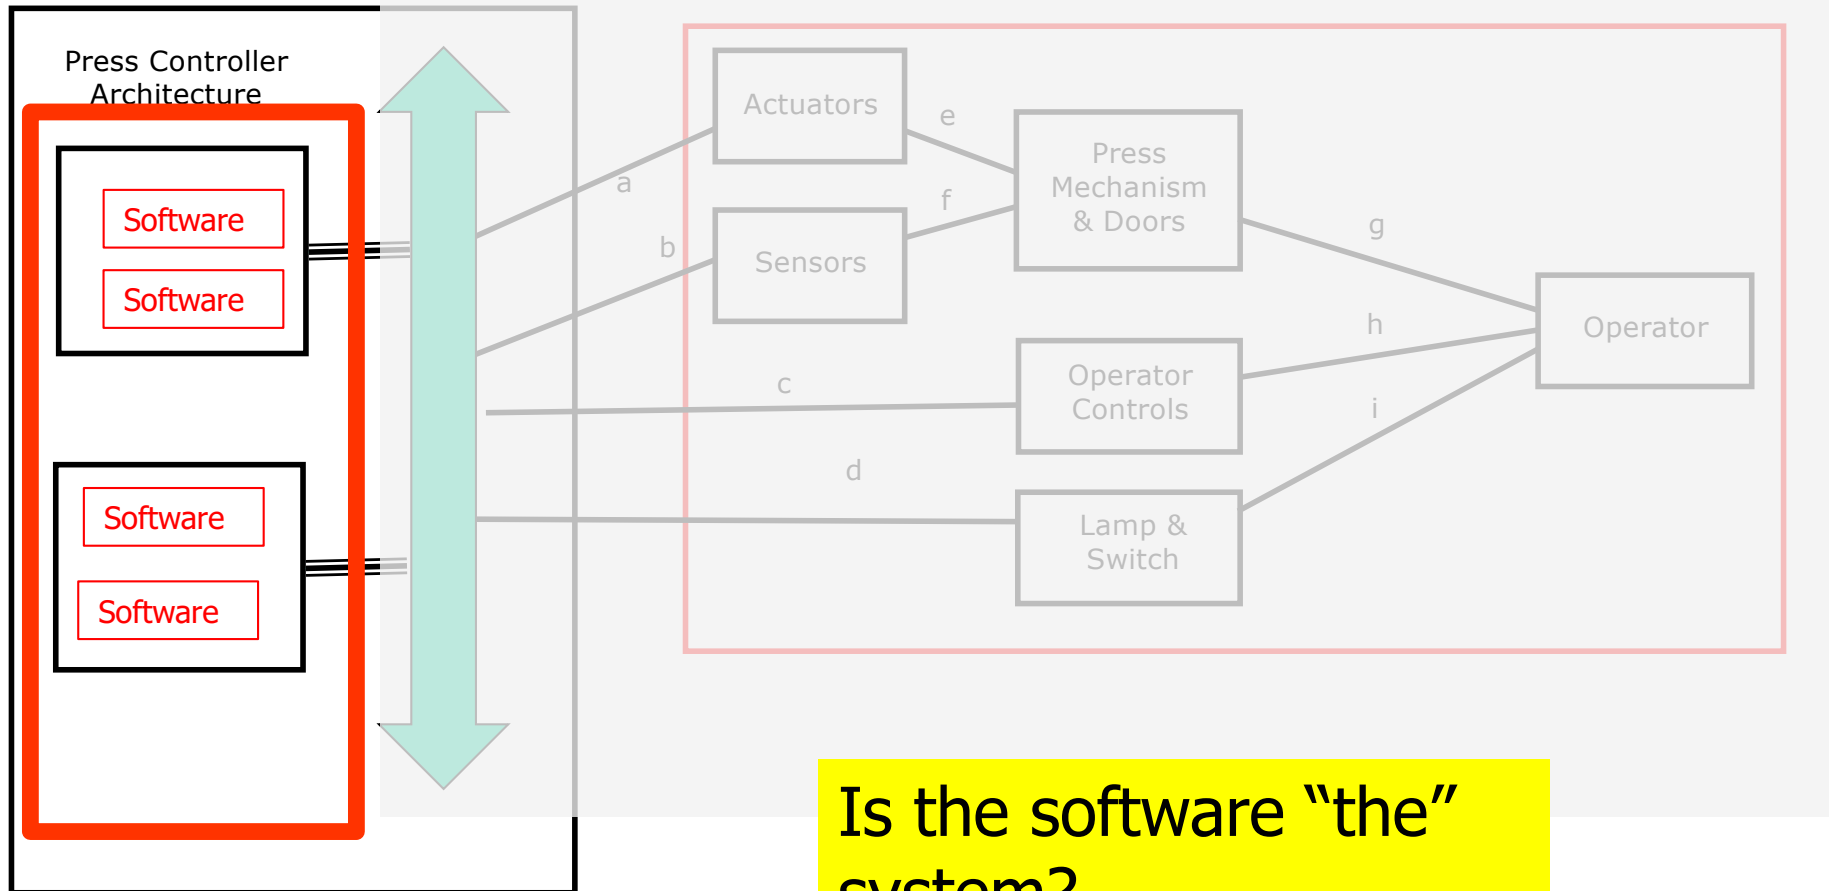 Press Controller
Architecture
Software
Software
Software
Software
a
b
c
d
Actuators
Sensors
e
f
Press
Mechanism
& Doors
Operator
Controls
Lamp &
Switch
g
h
i
Operator
Is the software “the”
system?